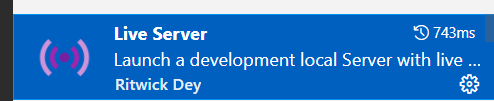 Live Server 743ms
Launch a development local Server with live ...
Ritwick Dey